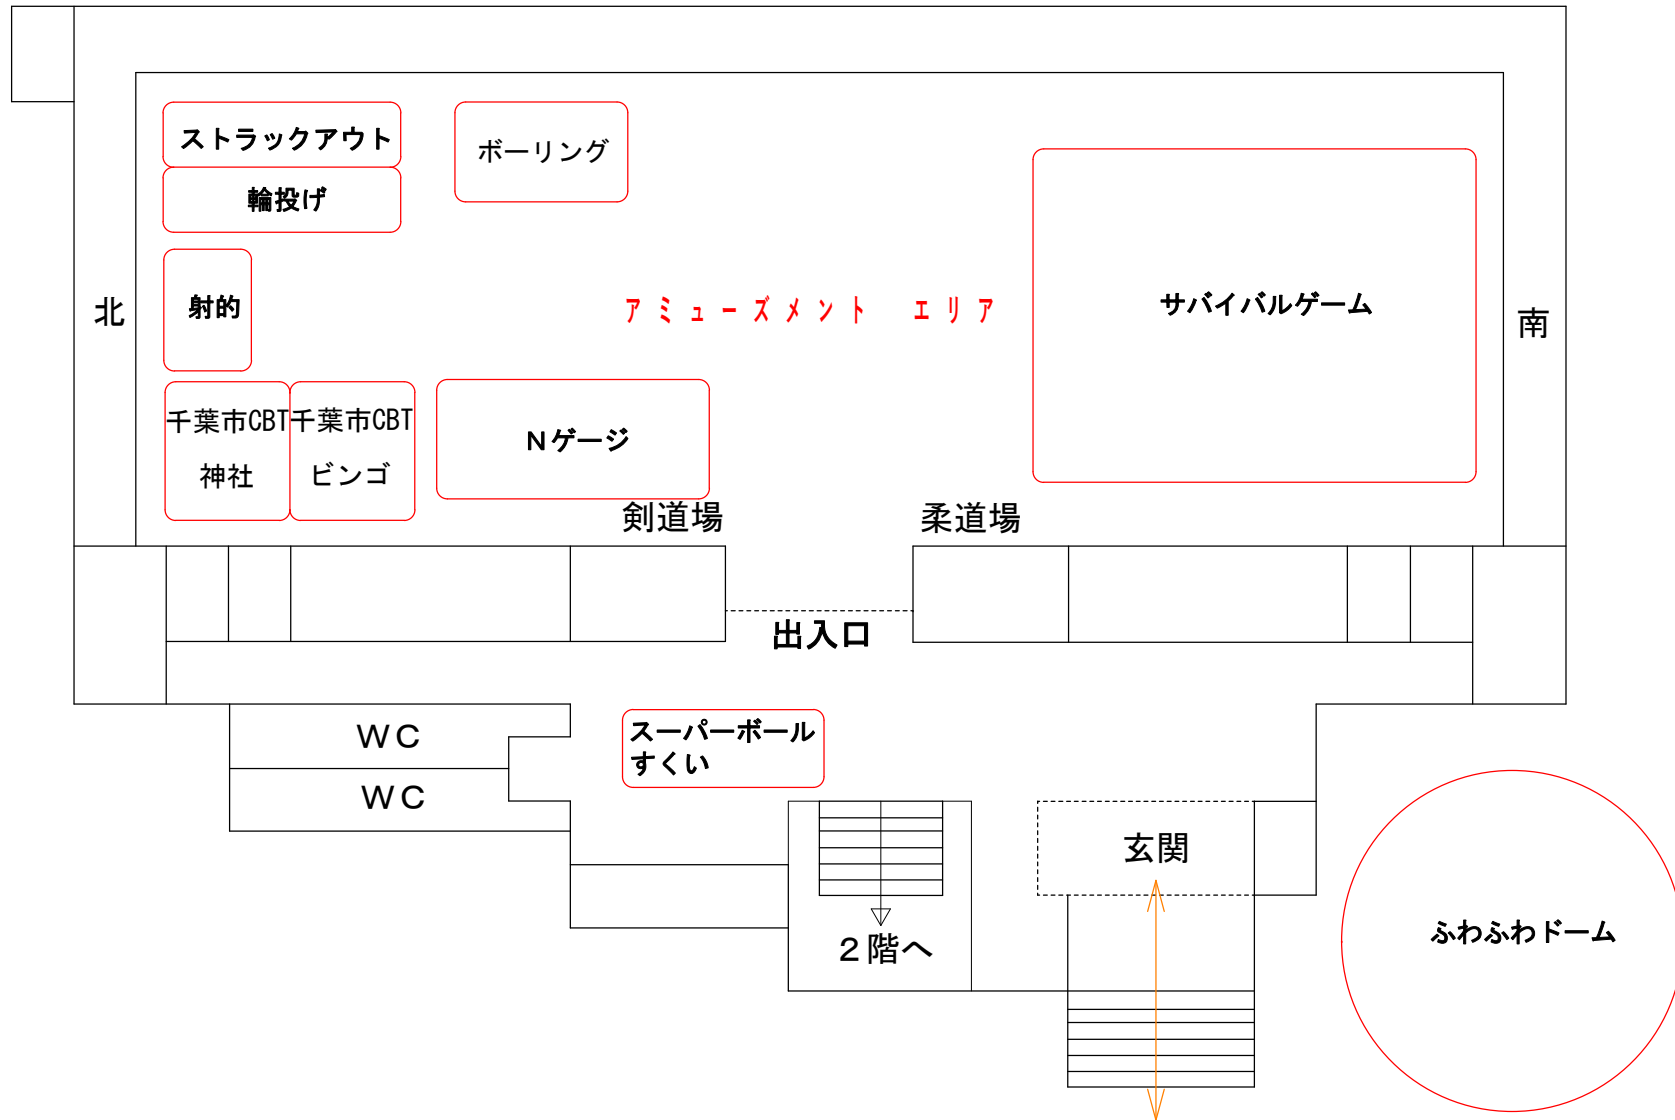 ストラックアウト
ボーリング
輪投げ
北
射的
アミューズメント エリア
サバイバルゲーム
南
千葉市CBT
神社
千葉市CBT
ビンゴ
Nゲージ
剣道場
柔道場
出入口
WC
WC
スーパーボール
すくい
玄関
2階へ
ふわふわドーム